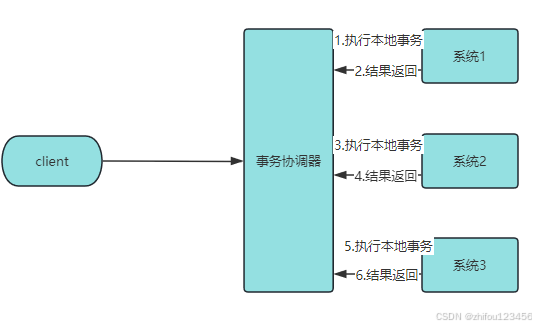 client
事务协调器
1.执行本地事务
2.结果返回
系统1
3.执行本地事务
4.结果返回
系统2
5.执行本地事务
6.结果返回
系统3
CSDN @zhifou123456